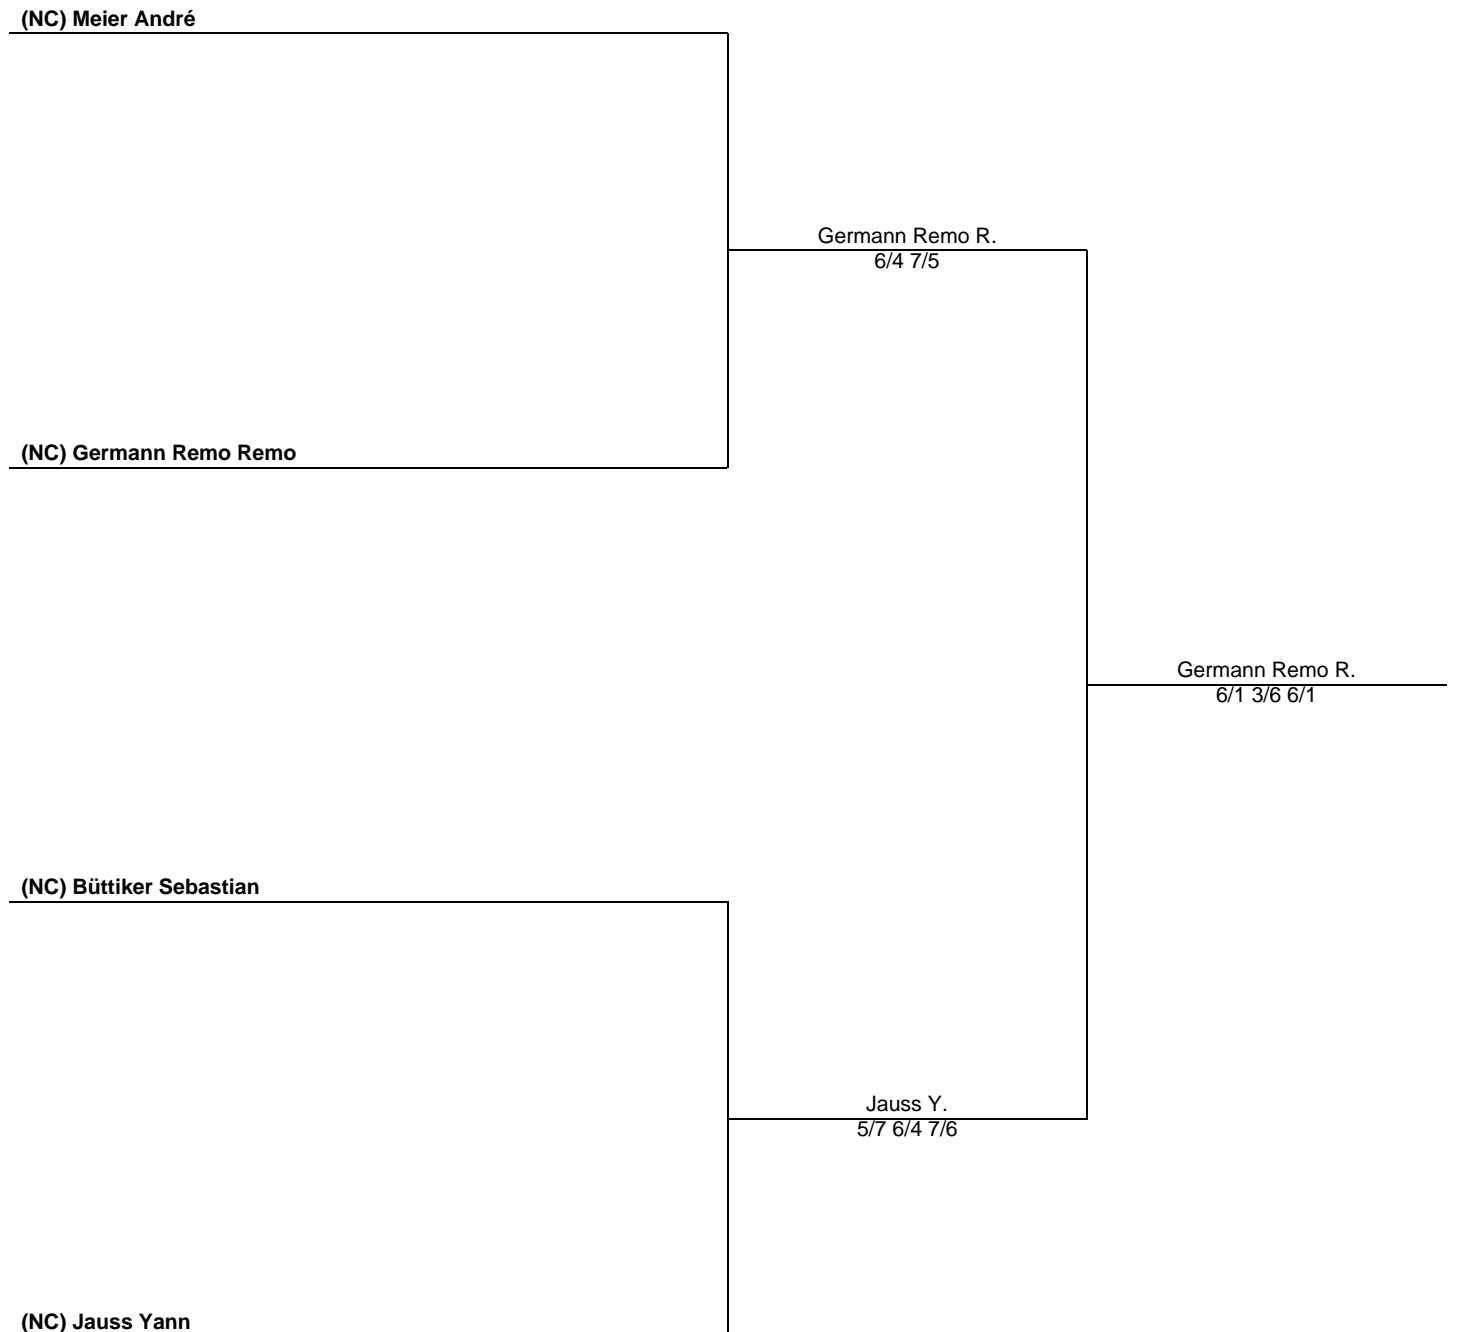 (NC) Meier André
Germann Remo R.
6/4 7/5
(NC) Germann Remo Remo
Germann Remo R.
6/1 3/6 6/1
(NC) Büttiker Sebastian
Jauss Y.
5/7 6/4 7/6
(NC) Jauss Yann